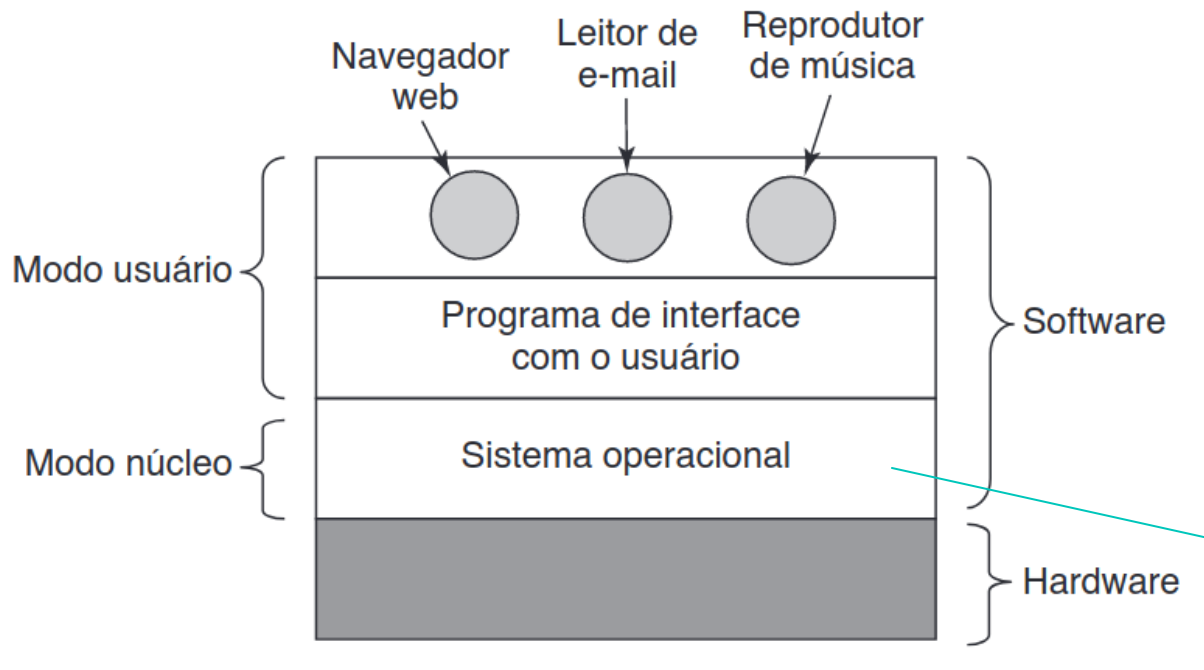 Navegador
web
Leitor de
e-mail
Reprodutor
de música
Modo usuário
Programa de interface
com o usuário
Software
Modo núcleo
Sistema operacional
Hardware